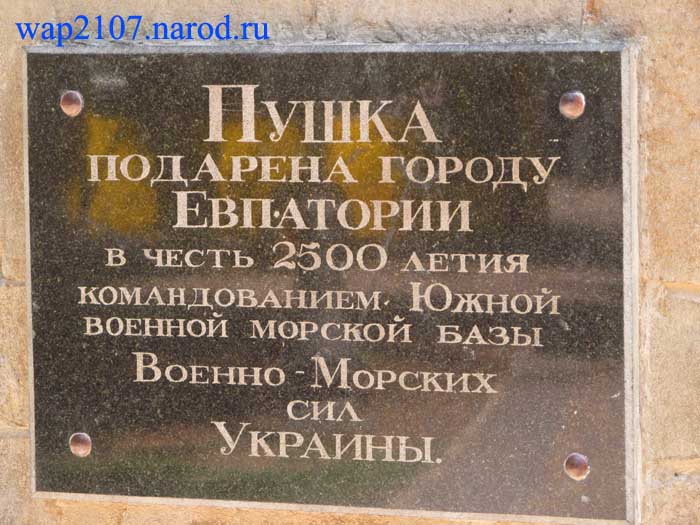 wap2107.narod.ru
ПУШКА
ПОДАРЕНА ГОРОДУ
ЕВПАТОРИИ
В ЧЕСТЬ 2500 ЛЕТИЯ
КОМАНДОВАНИЕМ. ЮЖНОЙ
ВОЕННОЙ МОРСКОЙ БАЗЫ
ВОЕННО-МОРСКИХ
СИЛ
УКРАИНЫ.